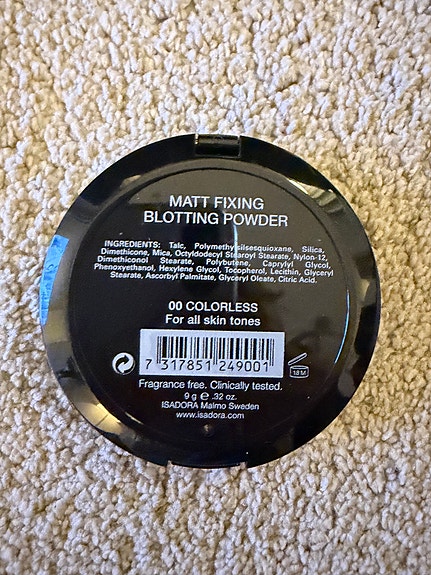 MATT FIXING
BLOTTING POWDER
INGREDIENTS: Talc, Polymethylsilsesquioxane, Silica,
Dimethicone, Mica, Octyldodecyl Stearoyl Stearate, Nylon-12,
Dimethiconol Stearate, Polybutene, Caprylyl Glycol,
Phenoxyethanol, Hexylene Glycol, Tocopherol, Lecithin, Glyceryl
Stearate, Ascorbyl Palmitate, Glyceryl Oleate, Citric Acid.
00 COLORLESS
For all skin tones
7 317851 249001
18 M
Fragrance free. Clinically tested.
9 g ℮ .32 oz.
ISADORA Malmo Sweden
www.isadora.com